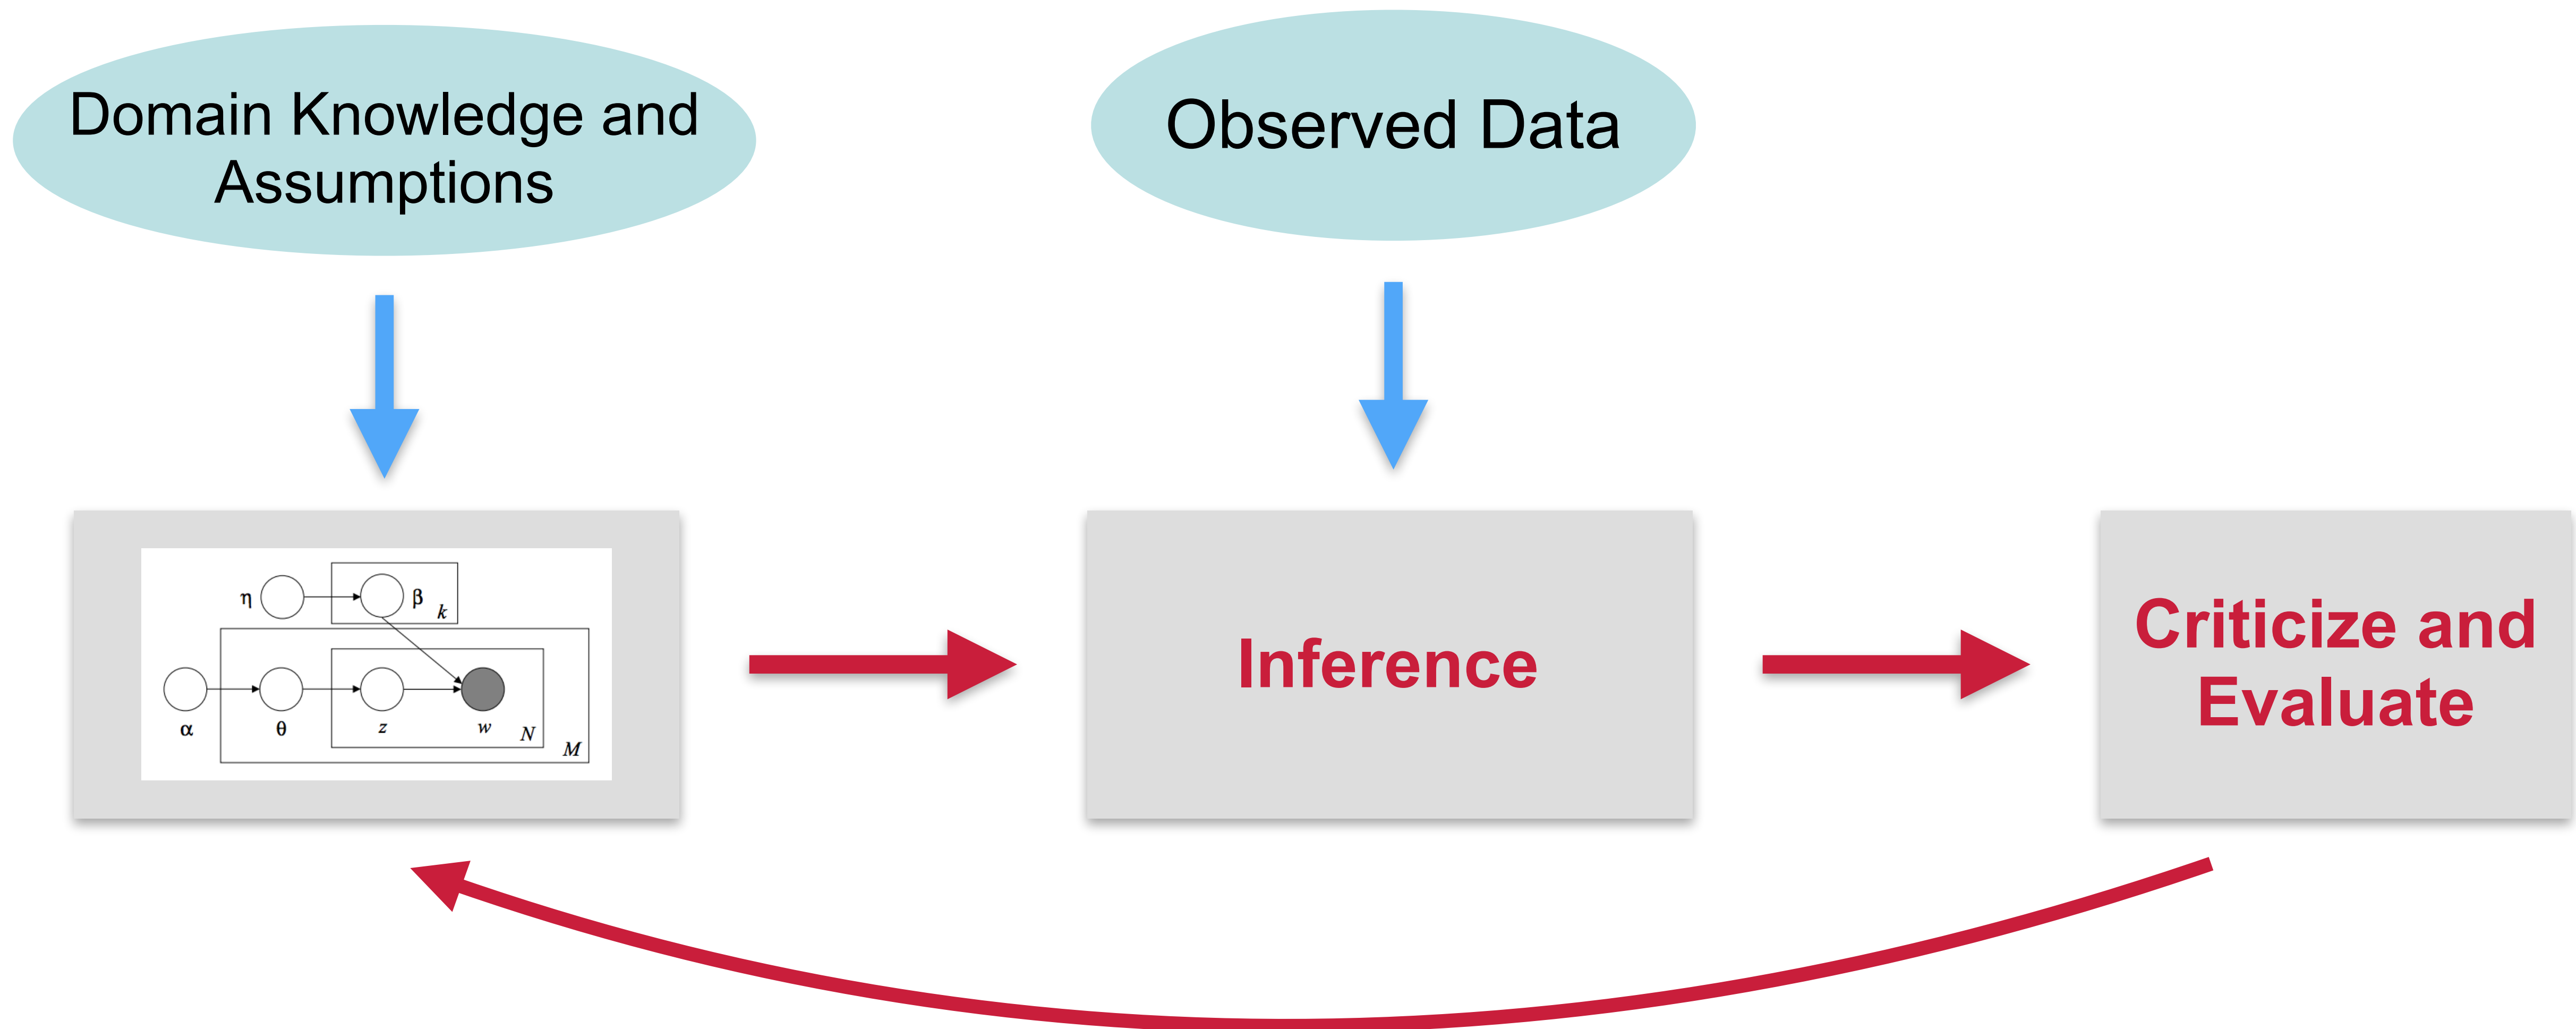 Domain Knowledge and
Assumptions
Observed Data
η
β
k
α
θ
z
w
N
M
Inference
Criticize and
Evaluate